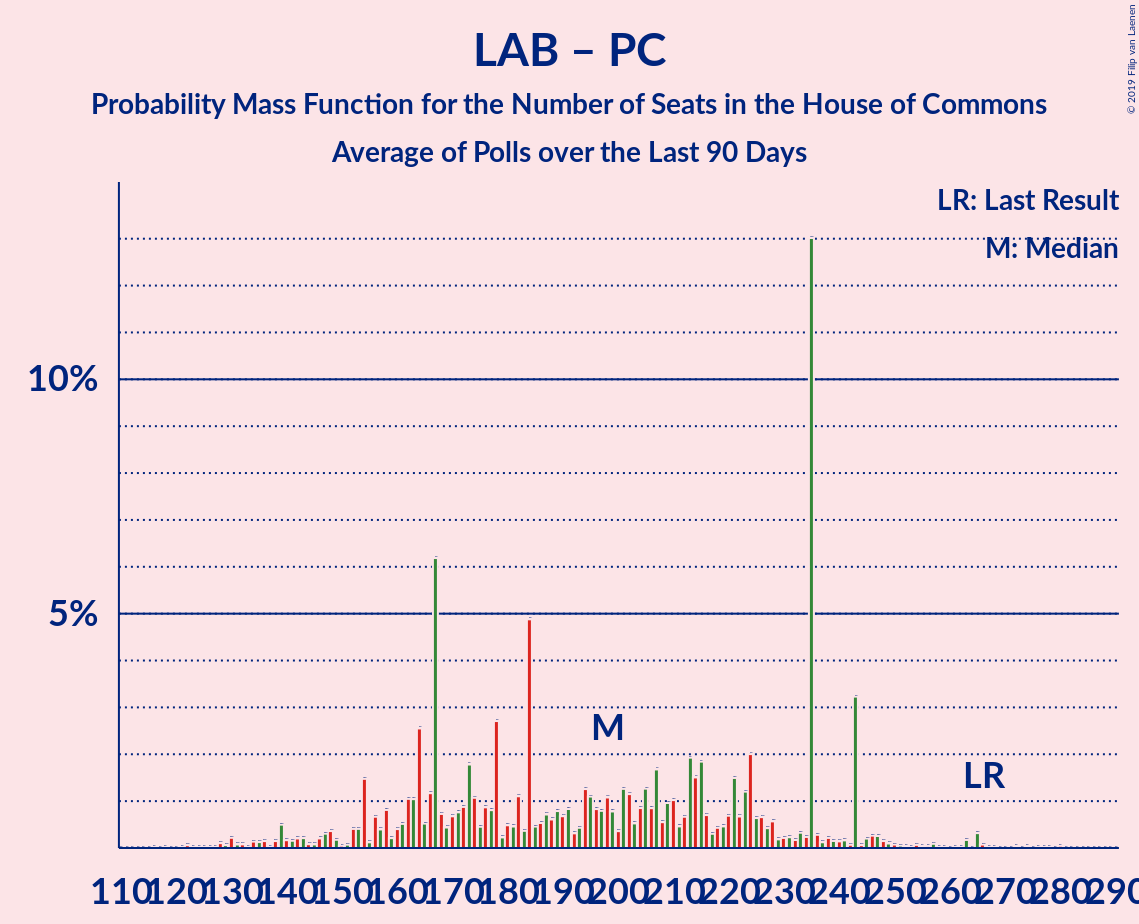 LAB – PC
Probability Mass Function for the Number of Seats in the House of Commons
Average of Polls over the Last 90 Days
© 2019 Filip van Laenen
LR: Last Result
M: Median
10%
5%
M
LR
110 120 130 140 150 160 170 180 190 200 210 220 230 240 250 260 270 280 290